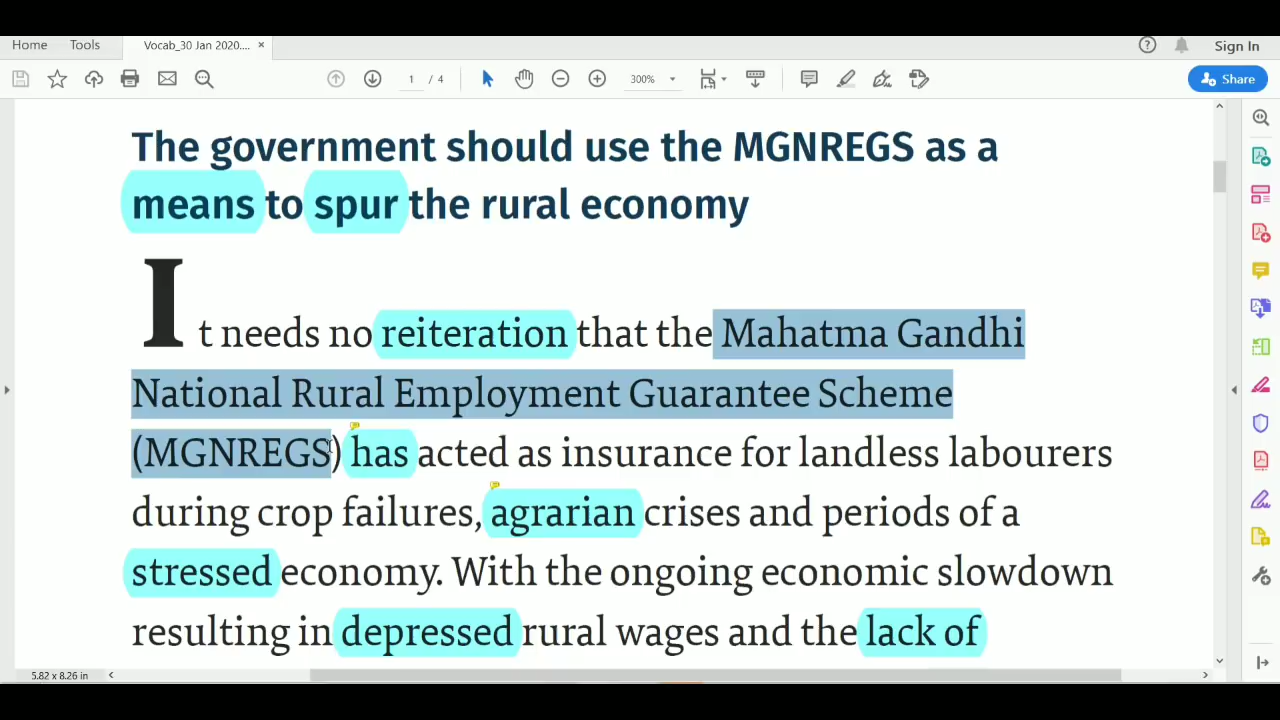 Home Tools Vocab_30 Jan 2020.... × Sign In
1 / 4 300% Share
The government should use the MGNREGS as a
means to spur the rural economy
It needs no reiteration that the Mahatma Gandhi
National Rural Employment Guarantee Scheme
(MGNREGS) has acted as insurance for landless labourers
during crop failures, agrarian crises and periods of a
stressed economy. With the ongoing economic slowdown
resulting in depressed rural wages and the lack of
5.82 x 8.26 in